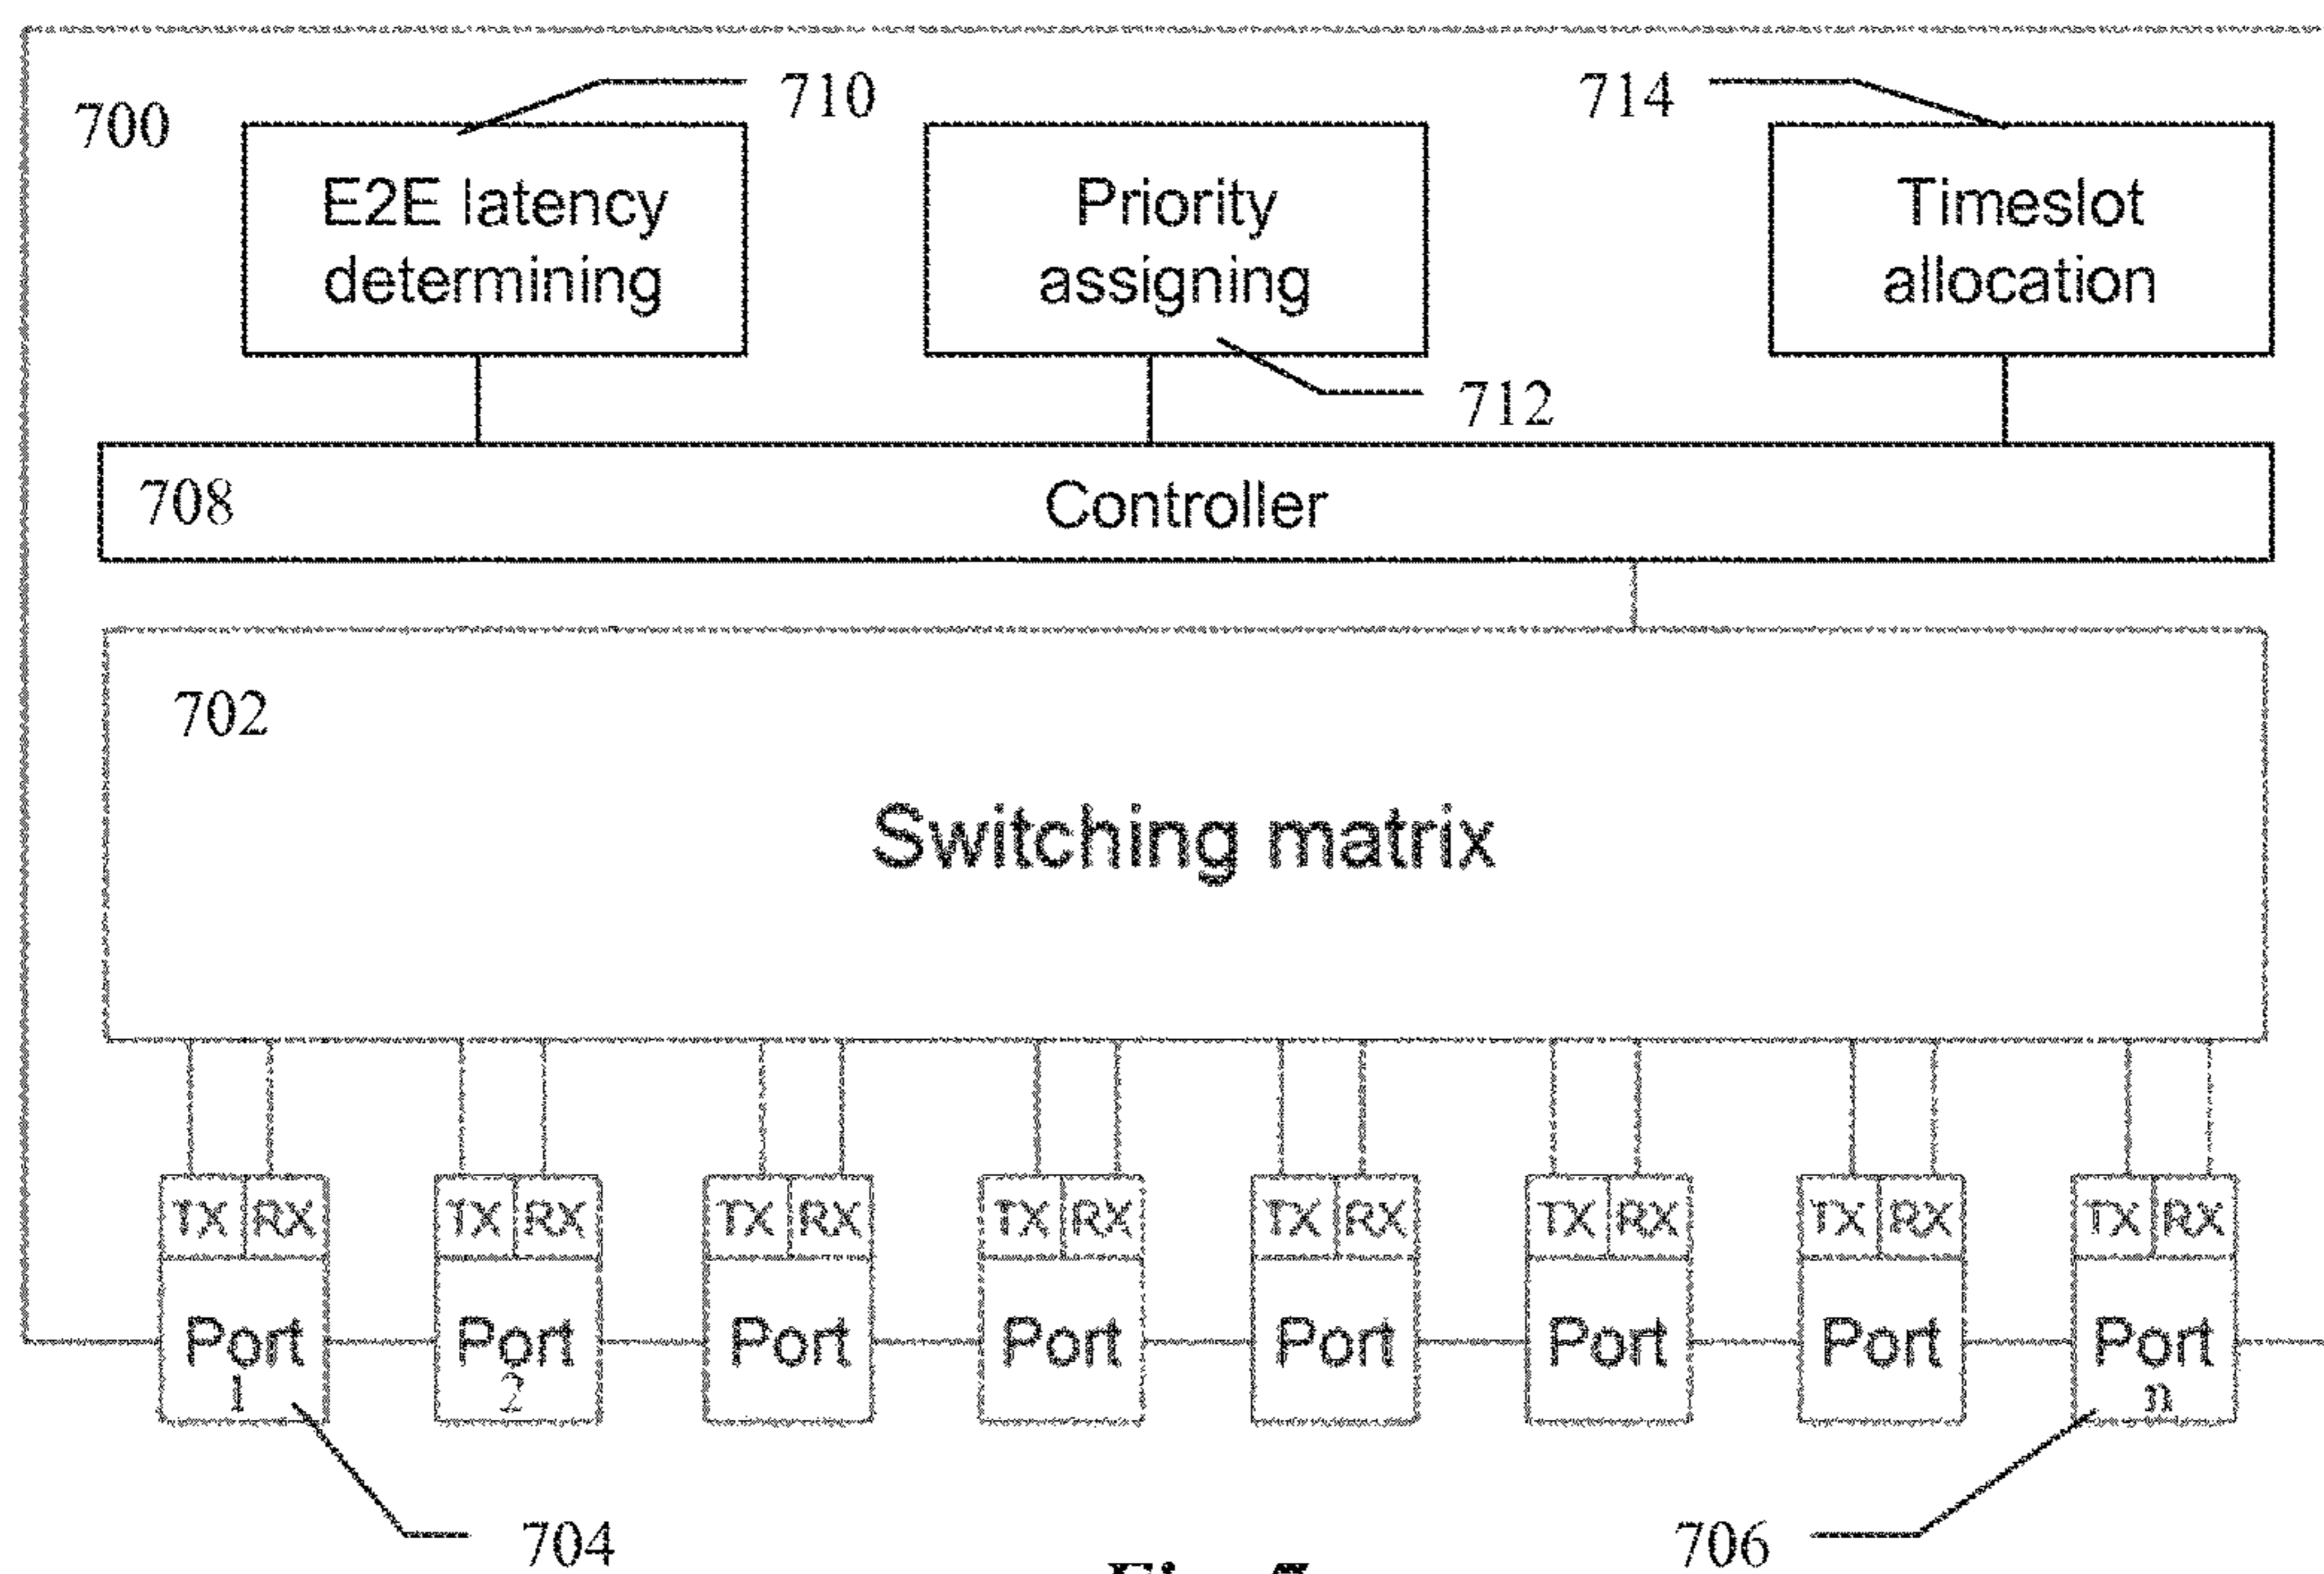 710
714
700
E2E latency
determining
Priority
assigning
Timeslot
allocation
712
708
Controller
702
Switching matrix
TX RX TX RX TX RX TX RX TX RX TX RX TX RX TX RX
Port Port Port Port Port Port Port Port
1 2 n
704
706